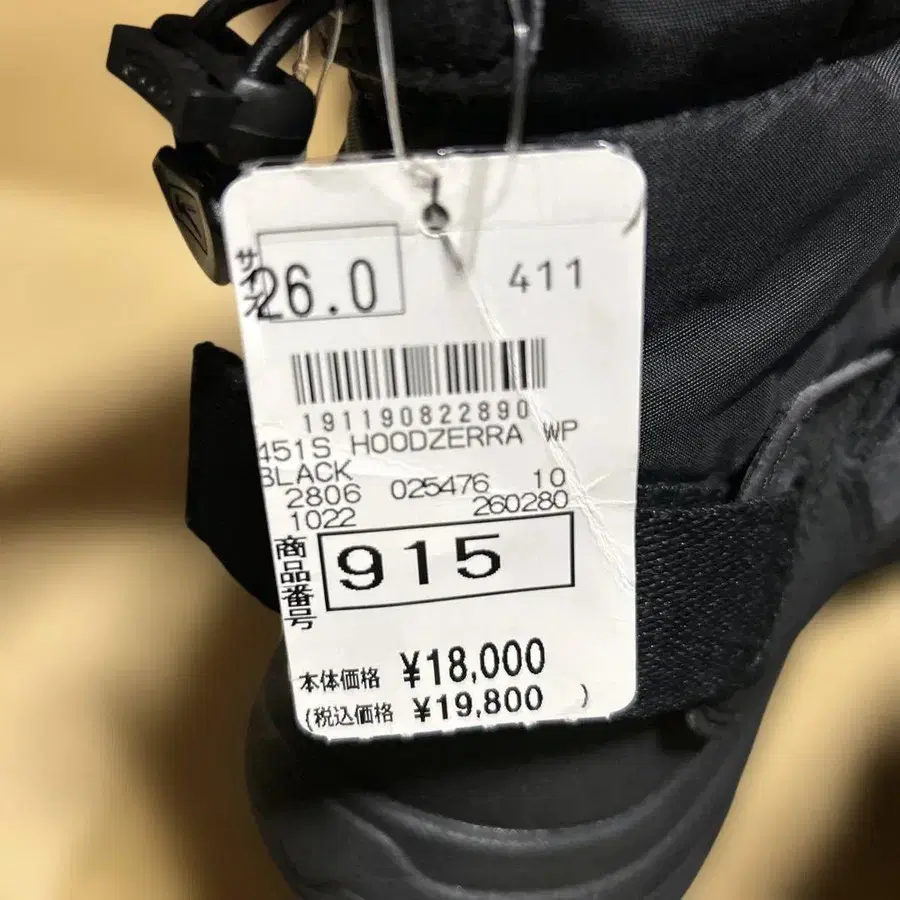 サイズ
26.0
411
191190822890
451S HOODZERRA WP
BLACK
2806 025476 10
1022 260280
商品番号
915
本体価格 ¥18,000
(税込価格 ¥19,800 )